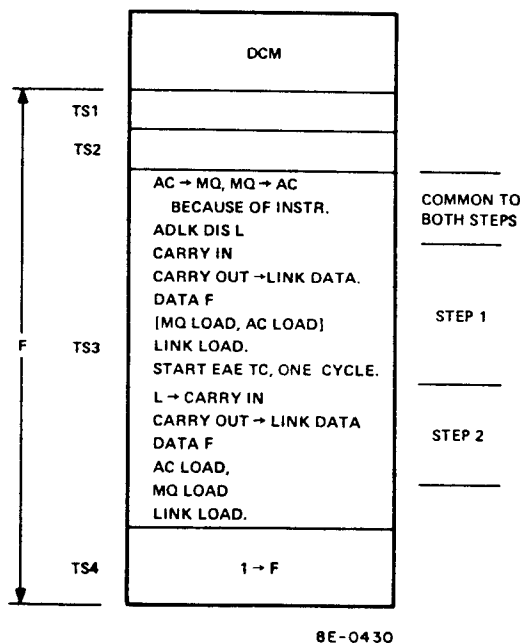 DCM
TS1
TS2
AC → MQ, MQ → AC
BECAUSE OF INSTR.
ADLK DIS L
CARRY IN
CARRY OUT → LINK DATA.
DATA F
[MQ LOAD, AC LOAD]
LINK LOAD.
START EAE TC, ONE CYCLE.
L → CARRY IN
CARRY OUT → LINK DATA
DATA F
AC LOAD,
MQ LOAD
LINK LOAD.
F
TS3
COMMON TO
BOTH STEPS
STEP 1
STEP 2
TS4
1 → F
8E-0430